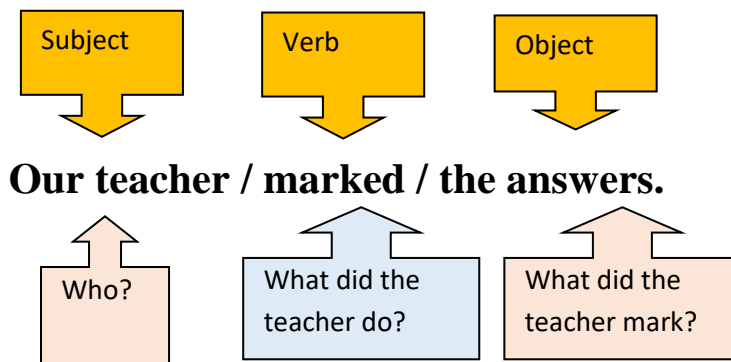 Subject
Verb
Object
Our teacher / marked / the answers.
Who?
What did the
teacher do?
What did the
teacher mark?